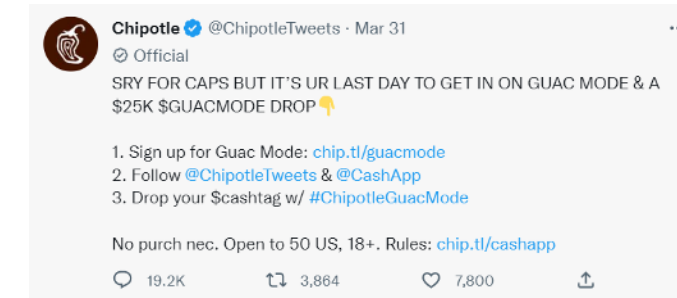 Chipotle @ChipotleTweets · Mar 31
Official
SRY FOR CAPS BUT IT'S UR LAST DAY TO GET IN ON GUAC MODE & A
$25K $GUACMODE DROP👇
1. Sign up for Guac Mode: chip.tl/guacmode
2. Follow @ChipotleTweets & @CashApp
3. Drop your $cashtag w/ #ChipotleGuacMode
No purch nec. Open to 50 US, 18+. Rules: chip.tl/cashapp
19.2K 3,864 7,800